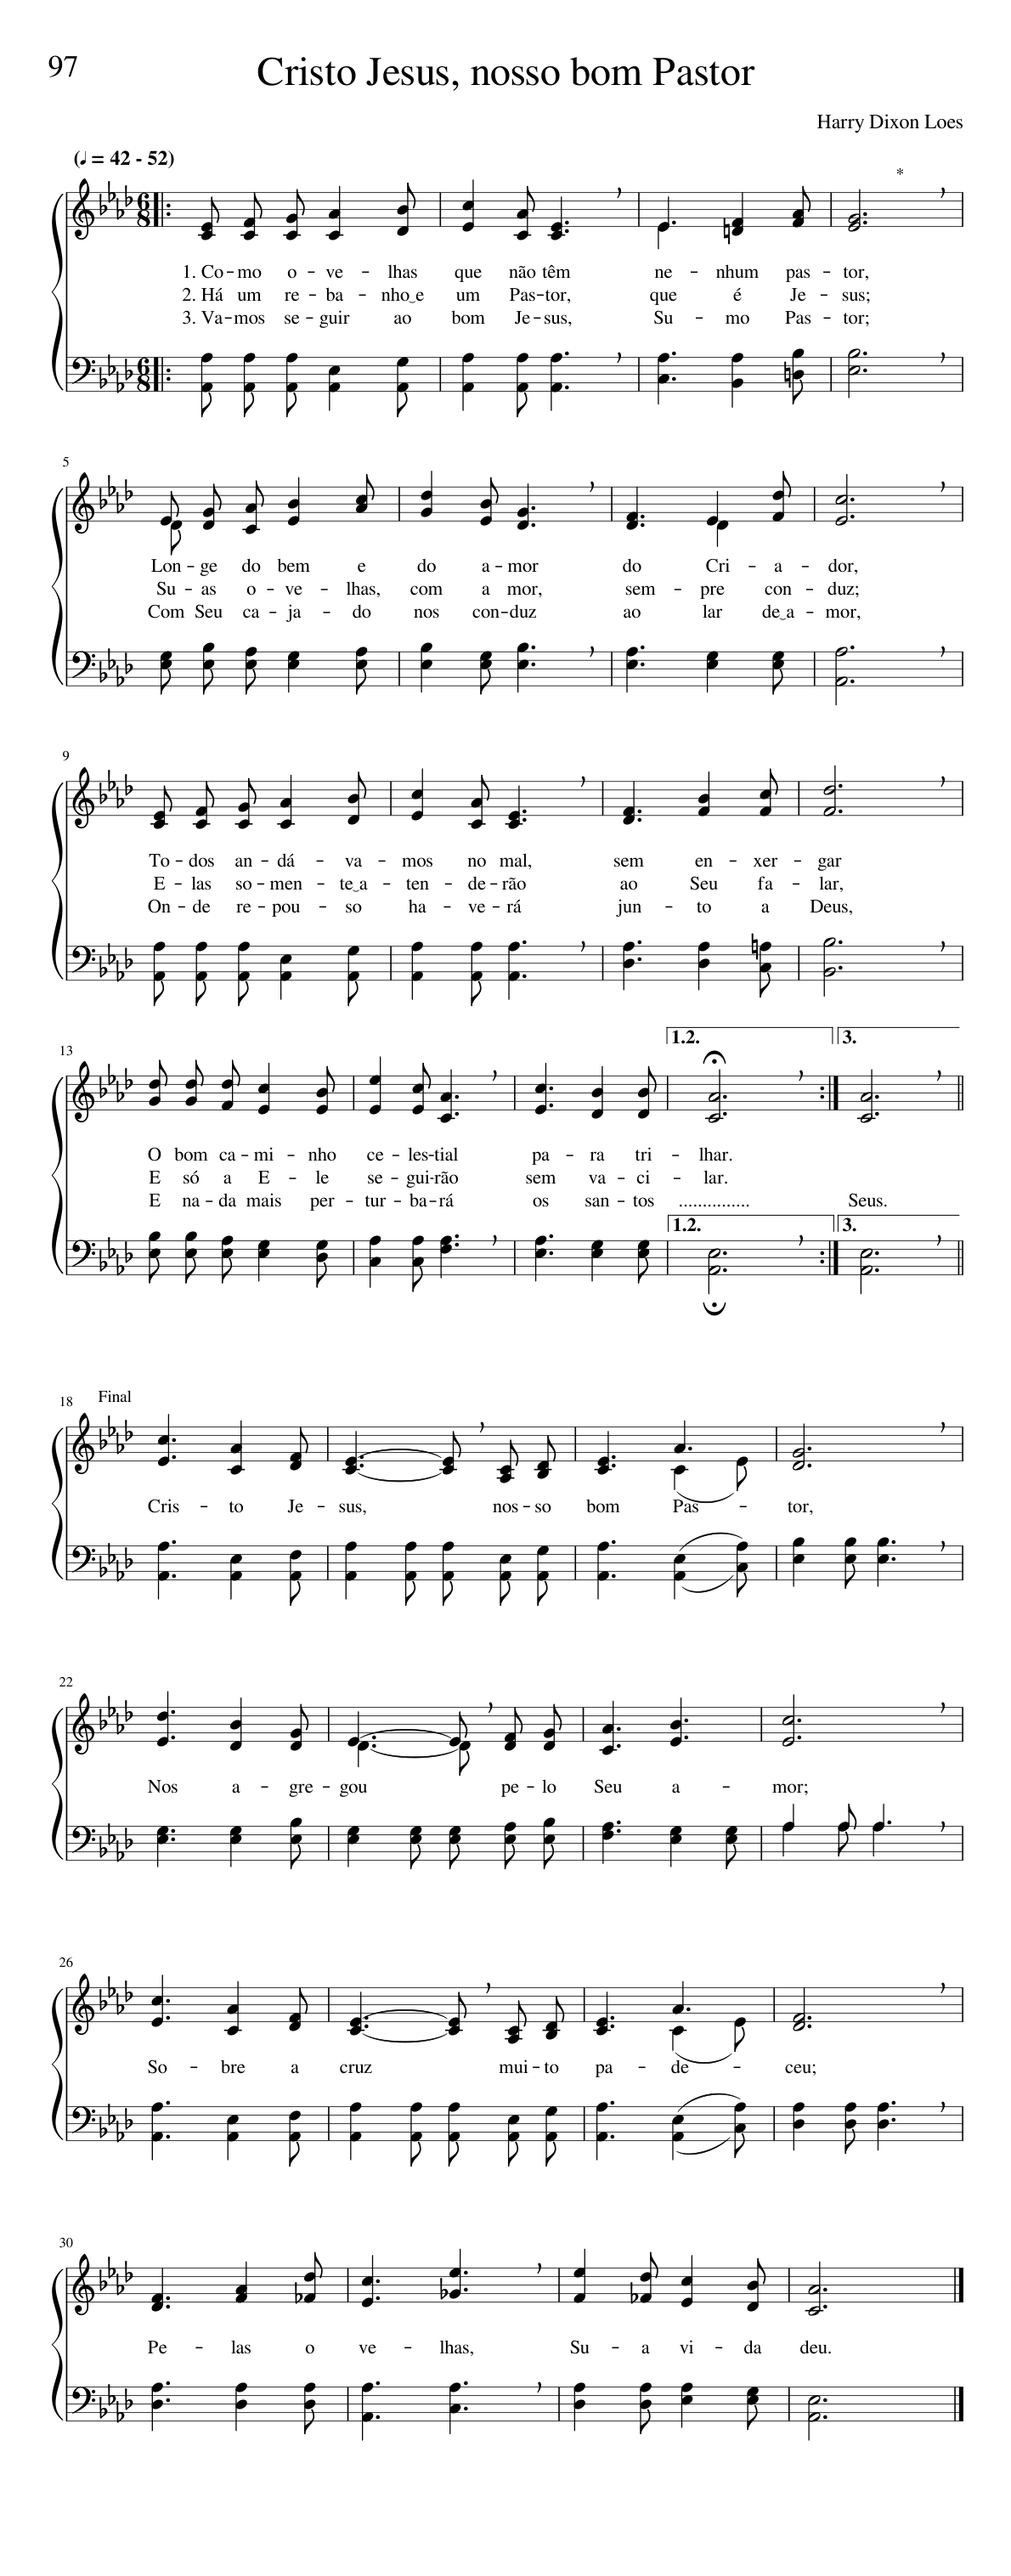 97
Cristo Jesus, nosso bom Pastor
Harry Dixon Loes
(♩ = 42 - 52)
*
1. Co - mo o - ve - lhas que não têm ne - nhum pas - tor,
2. Há um re - ba - nho‿e um Pas - tor, que é Je - sus;
3. Va - mos se - guir ao bom Je - sus, Su - mo Pas - tor;
5
Lon - ge do bem e do a - mor do Cri - a - dor,
Su - as o - ve - lhas, com a mor, sem - pre con - duz;
Com Seu ca - ja - do nos con - duz ao lar de‿a - mor,
9
To - dos an - dá - va - mos no mal, sem en - xer - gar
E - las so - men - te‿a - ten - de - rão ao Seu fa - lar,
On - de re - pou - so ha - ve - rá jun - to a Deus,
13
1.2. 3.
O bom ca - mi - nho ce - les - tial pa - ra tri - lhar.
E só a E - le se - gui - rão sem va - ci - lar.
E na - da mais per - tur - ba - rá os san - tos ............... Seus.
1.2. 3.
18 Final
Cris - to Je - sus, nos - so bom Pas - tor,
22
Nos a - gre - gou pe - lo Seu a - mor;
26
So - bre a cruz mui - to pa - de - ceu;
30
Pe - las o ve - lhas, Su - a vi - da deu.